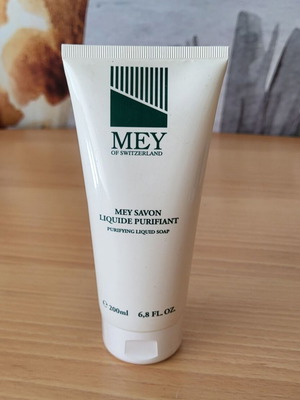 MEY
OF SWITZERLAND
MEY SAVON
LIQUIDE PURIFIANT
PURIFYING LIQUID SOAP
℮ 200ml 6,8 FL. OZ.